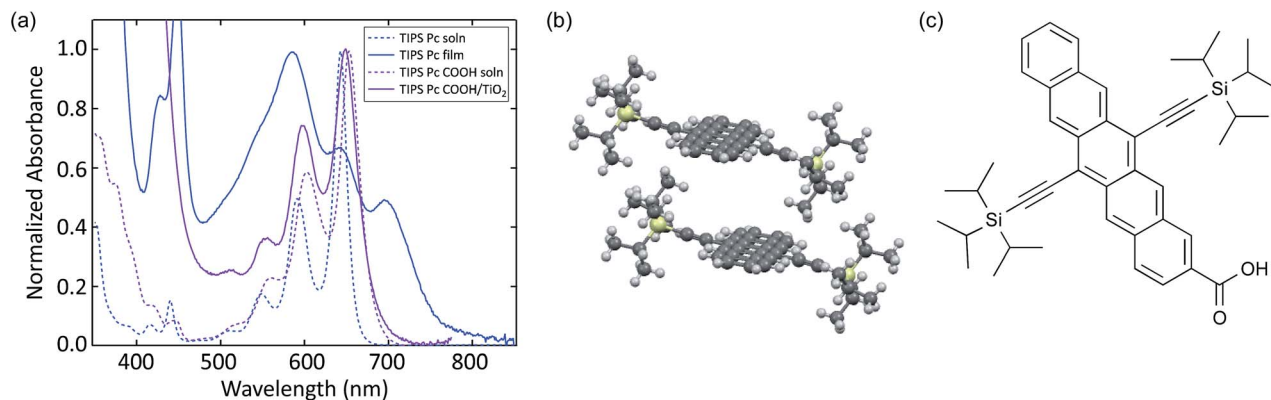 (a)
1.0
0.8
0.6
0.4
0.2
0.0
Normalized Absorbance
400 500 600 700 800
Wavelength (nm)
TIPS Pc soln
TIPS Pc film
TIPS Pc COOH soln
TIPS Pc COOH/TiO₂
(b)
(c)
Si
Si
OH
O